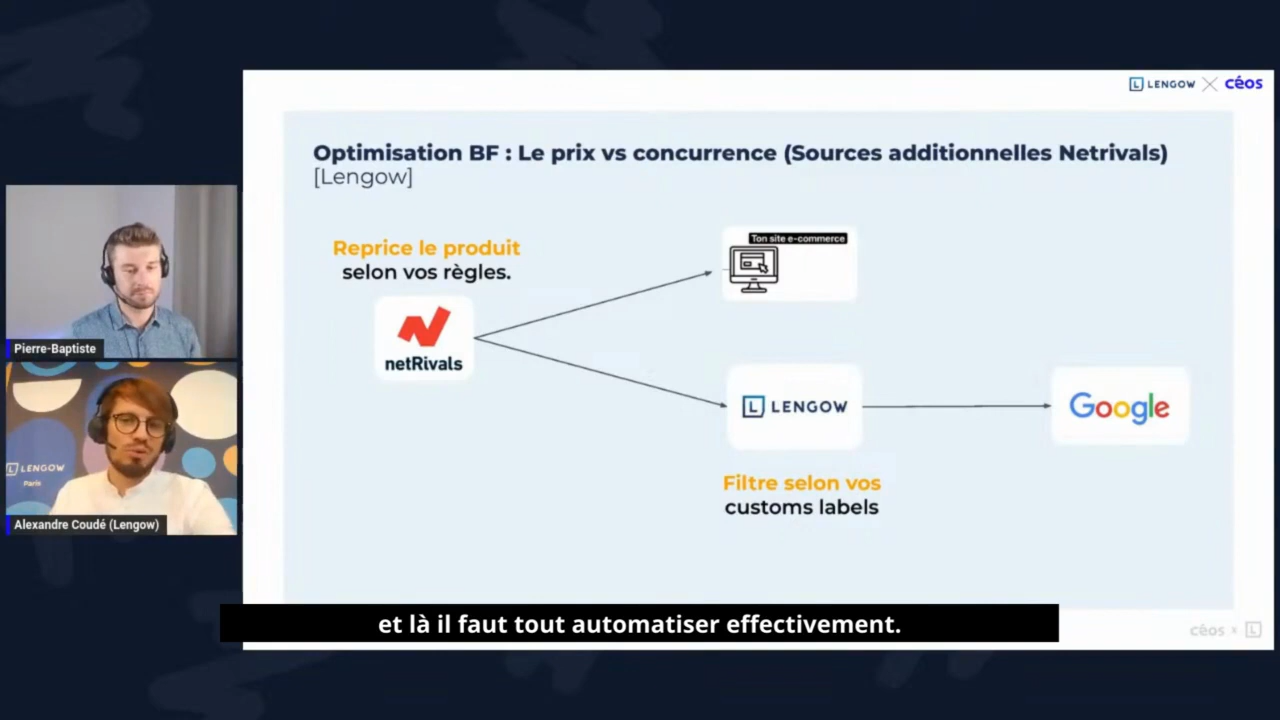 LENGOW X céos
Optimisation BF : Le prix vs concurrence (Sources additionnelles Netrivals)
[Lengow]
Reprice le produit
selon vos règles.
netRivals
Ton site e-commerce
L LENGOW
Google
Filtre selon vos
customs labels
Pierre-Baptiste
L LENGOW
Paris
Alexandre Coudé (Lengow)
et là il faut tout automatiser effectivement.
céos x L